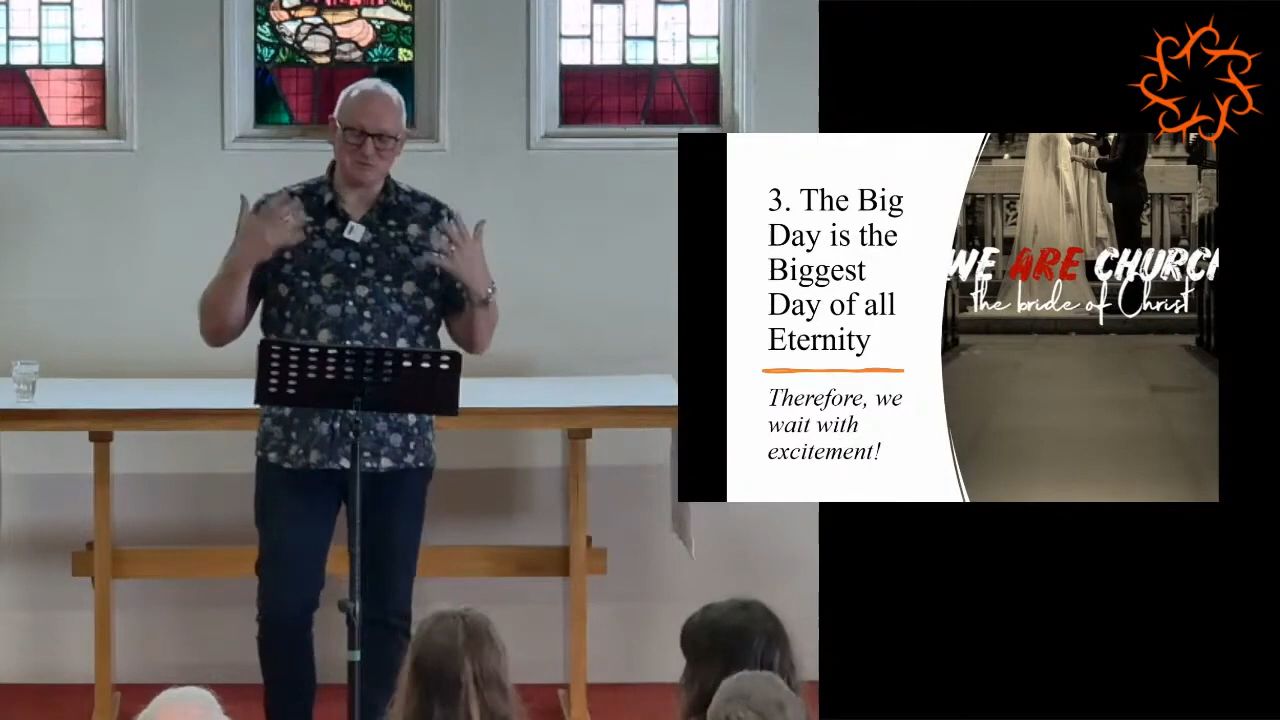 3. The Big
Day is the
Biggest
Day of all
Eternity
Therefore, we
wait with
excitement!
WE ARE CHURCH
the bride of Christ